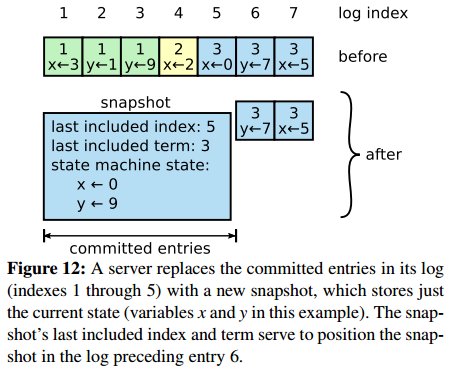 1 2 3 4 5 6 7 log index
1 1 1 2 3 3 3
x←3 y←1 y←9 x←2 x←0 y←7 x←5 before
snapshot
3 3
y←7 x←5
last included index: 5
last included term: 3
state machine state:
x ← 0
y ← 9
after
committed entries
Figure 12: A server replaces the committed entries in its log
(indexes 1 through 5) with a new snapshot, which stores just
the current state (variables x and y in this example). The snap-
shot's last included index and term serve to position the snap-
shot in the log preceding entry 6.